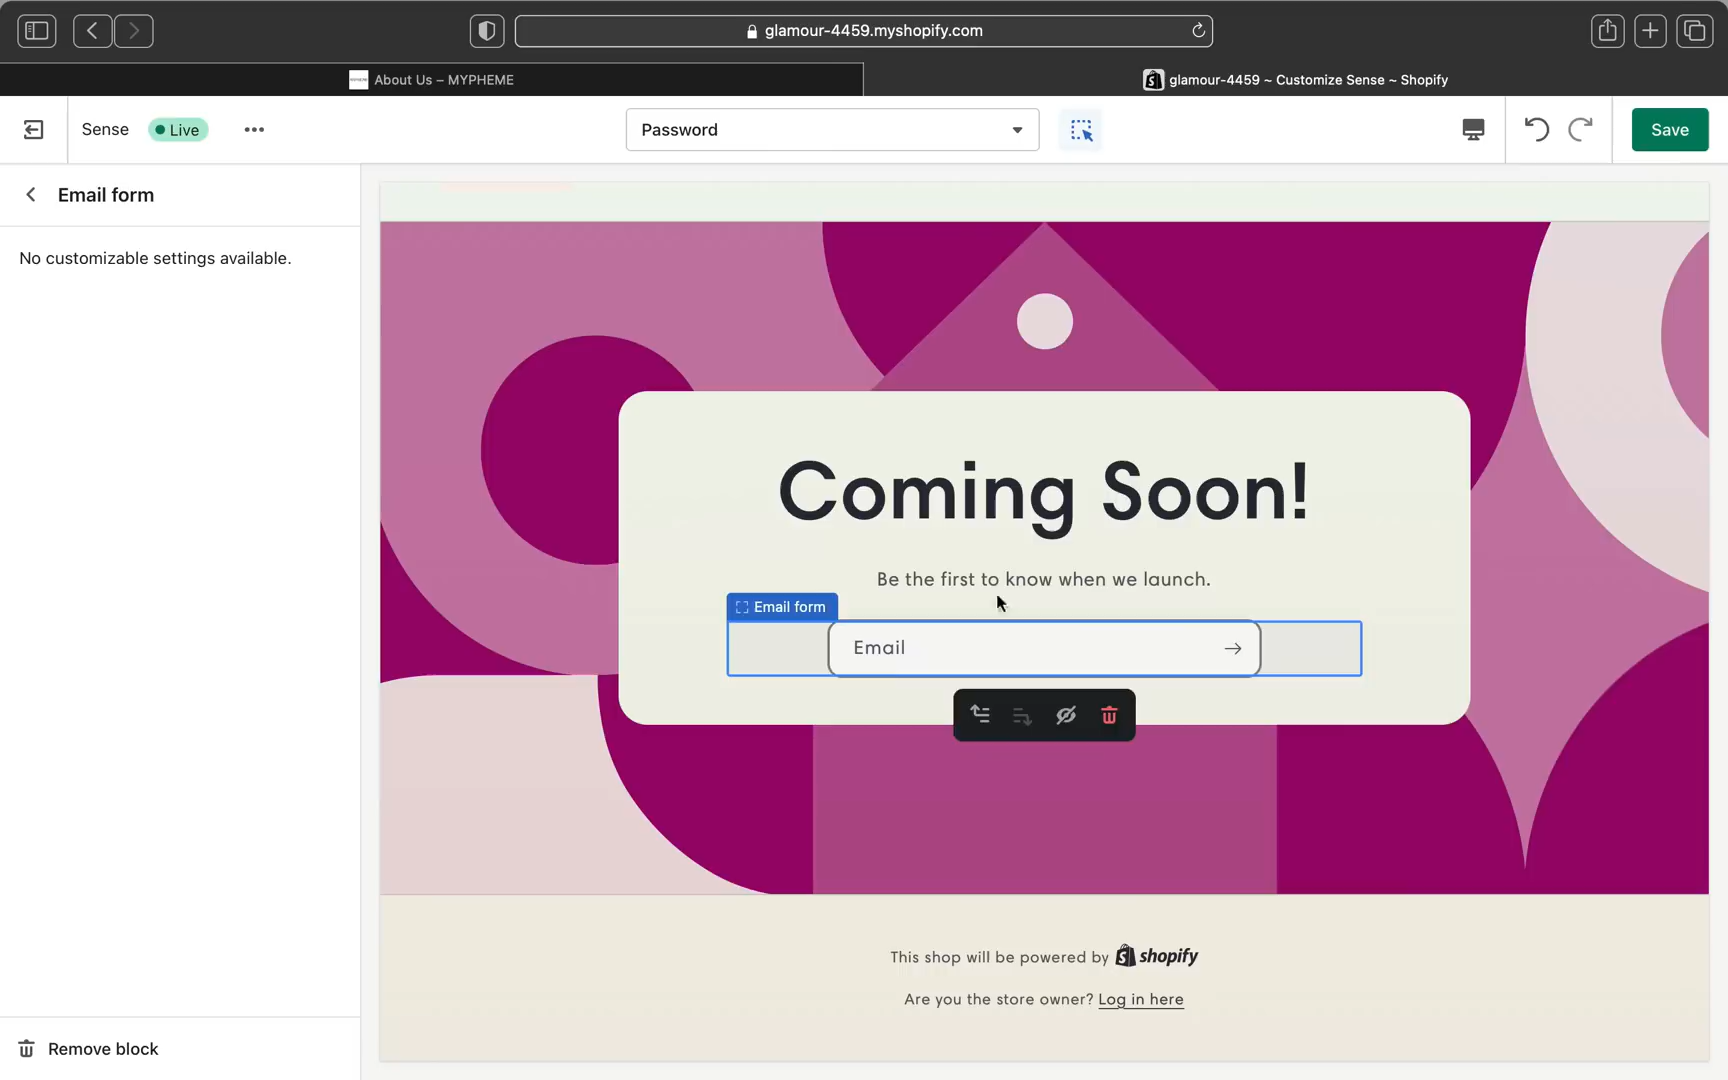 glamour-4459.myshopify.com
About Us – MYPHEME
glamour-4459 ~ Customize Sense ~ Shopify
Sense
Live
Password
Save
Email form
No customizable settings available.
Coming Soon!
Be the first to know when we launch.
Email form
Email
This shop will be powered by shopify
Are you the store owner? Log in here
Remove block